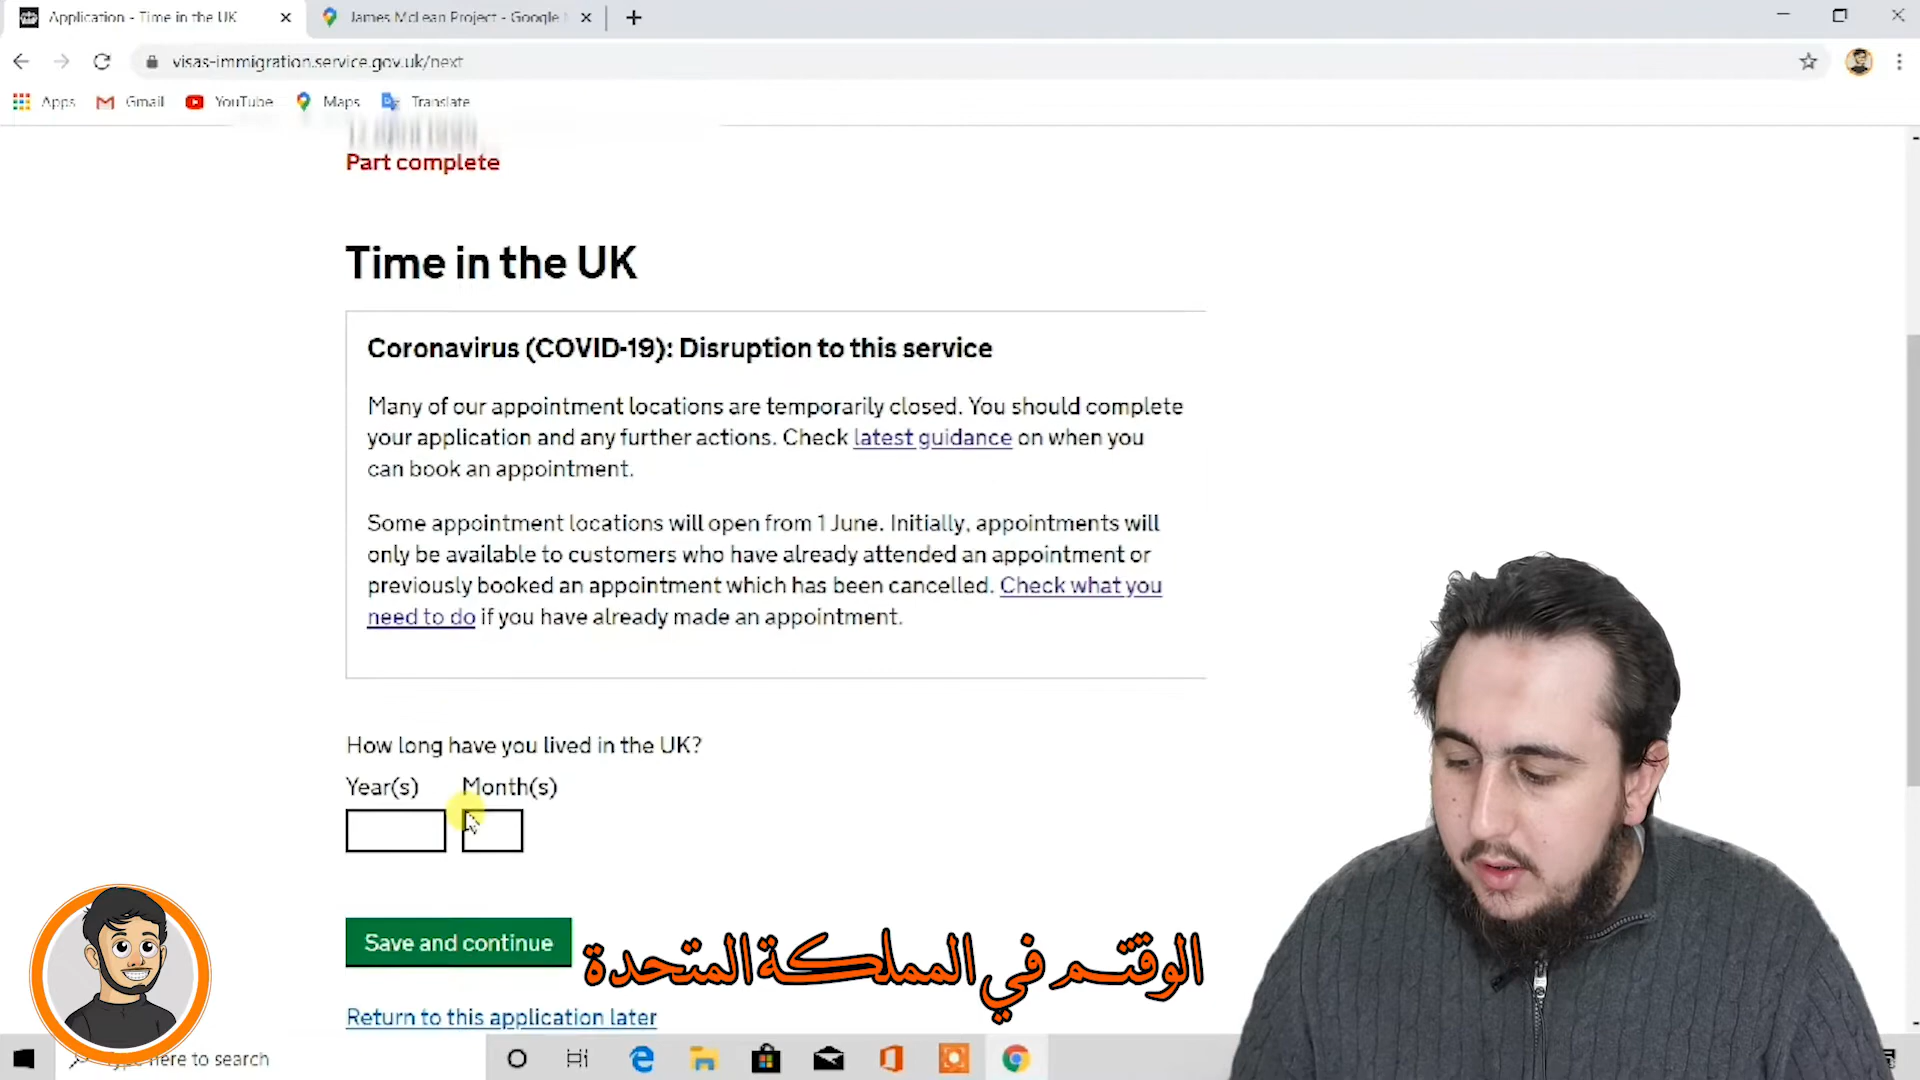 Application - Time in the UK
James McLean Project - Google
visas-immigration.service.gov.uk/next
Apps Gmail YouTube Maps Translate
Part complete
Time in the UK
Coronavirus (COVID-19): Disruption to this service
Many of our appointment locations are temporarily closed. You should complete
your application and any further actions. Check latest guidance on when you
can book an appointment.
Some appointment locations will open from 1 June. Initially, appointments will
only be available to customers who have already attended an appointment or
previously booked an appointment which has been cancelled. Check what you
need to do if you have already made an appointment.
How long have you lived in the UK?
Year(s) Month(s)
Save and continue
الوقتم في المملكة المتحدة
Return to this application later
here to search